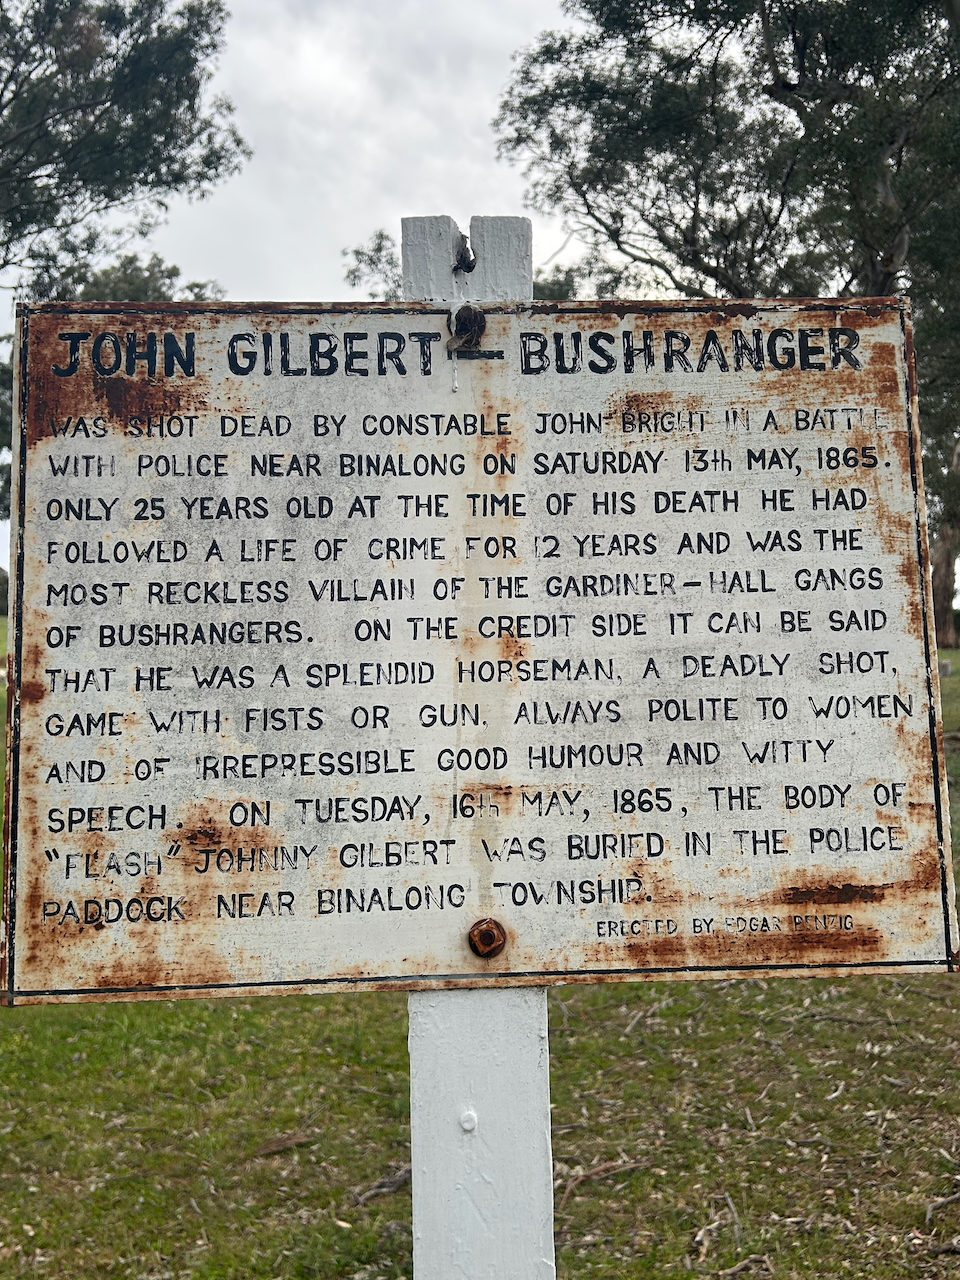 JOHN GILBERT — BUSHRANGER
WAS SHOT DEAD BY CONSTABLE JOHN BRIGHT IN A BATTLE
WITH POLICE NEAR BINALONG ON SATURDAY 13th MAY, 1865.
ONLY 25 YEARS OLD AT THE TIME OF HIS DEATH HE HAD
FOLLOWED A LIFE OF CRIME FOR 12 YEARS AND WAS THE
MOST RECKLESS VILLAIN OF THE GARDINER – HALL GANGS
OF BUSHRANGERS. ON THE CREDIT SIDE IT CAN BE SAID
THAT HE WAS A SPLENDID HORSEMAN, A DEADLY SHOT,
GAME WITH FISTS OR GUN, ALWAYS POLITE TO WOMEN
AND OF IRREPRESSIBLE GOOD HUMOUR AND WITTY
SPEECH. ON TUESDAY, 16th MAY, 1865, THE BODY OF
"FLASH" JOHNNY GILBERT WAS BURIED IN THE POLICE
PADDOCK NEAR BINALONG TOWNSHIP.
ERECTED BY EDGAR PENZIG